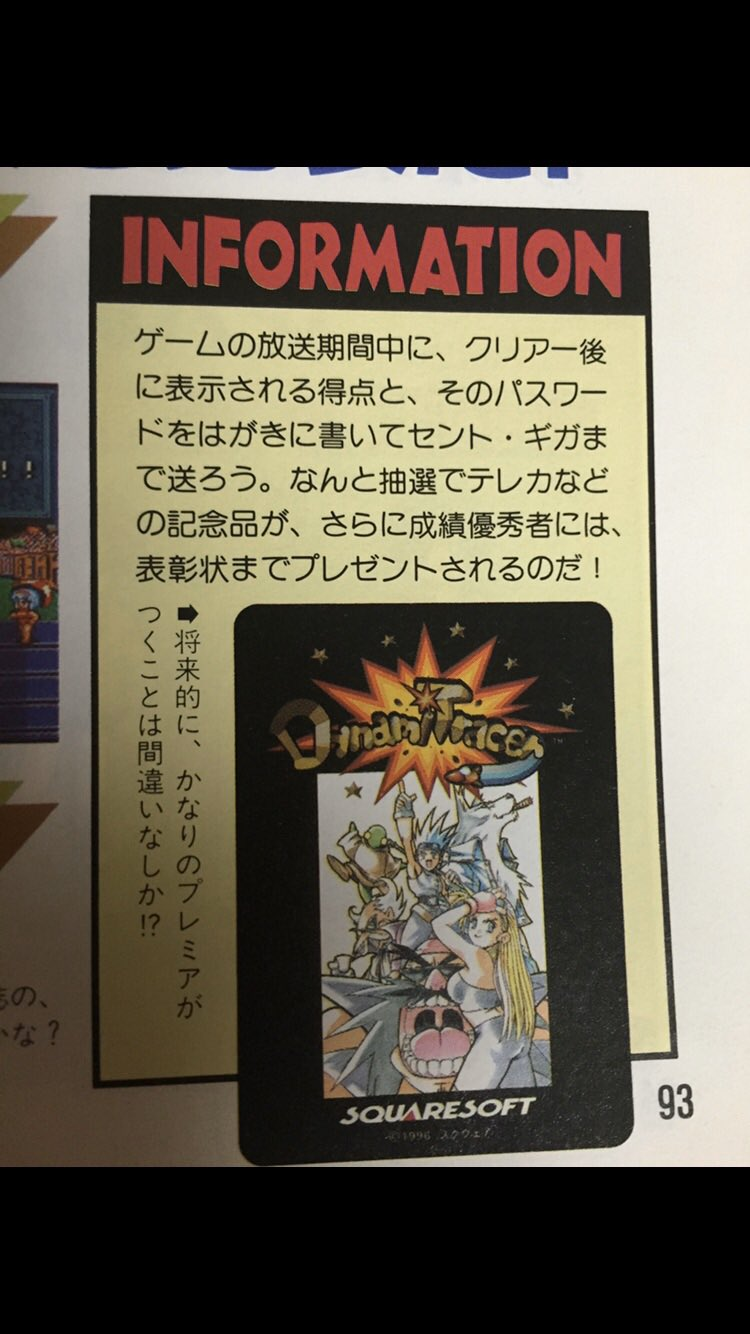 INFORMATION
ゲームの放送期間中に、クリアー後
に表示される得点と、そのパスワー
ドをはがきに書いてセント・ギガま
で送ろう。なんと抽選でテレカなど
の記念品が、さらに成績優秀者には、
表彰状までプレゼントされるのだ！
➡将来的に、かなりのプレミアが
つくことは間違いなしか!?
DynamiTracer
TM
SQUARESOFT
©1996 スクウェア
!!
の、
かな？
93